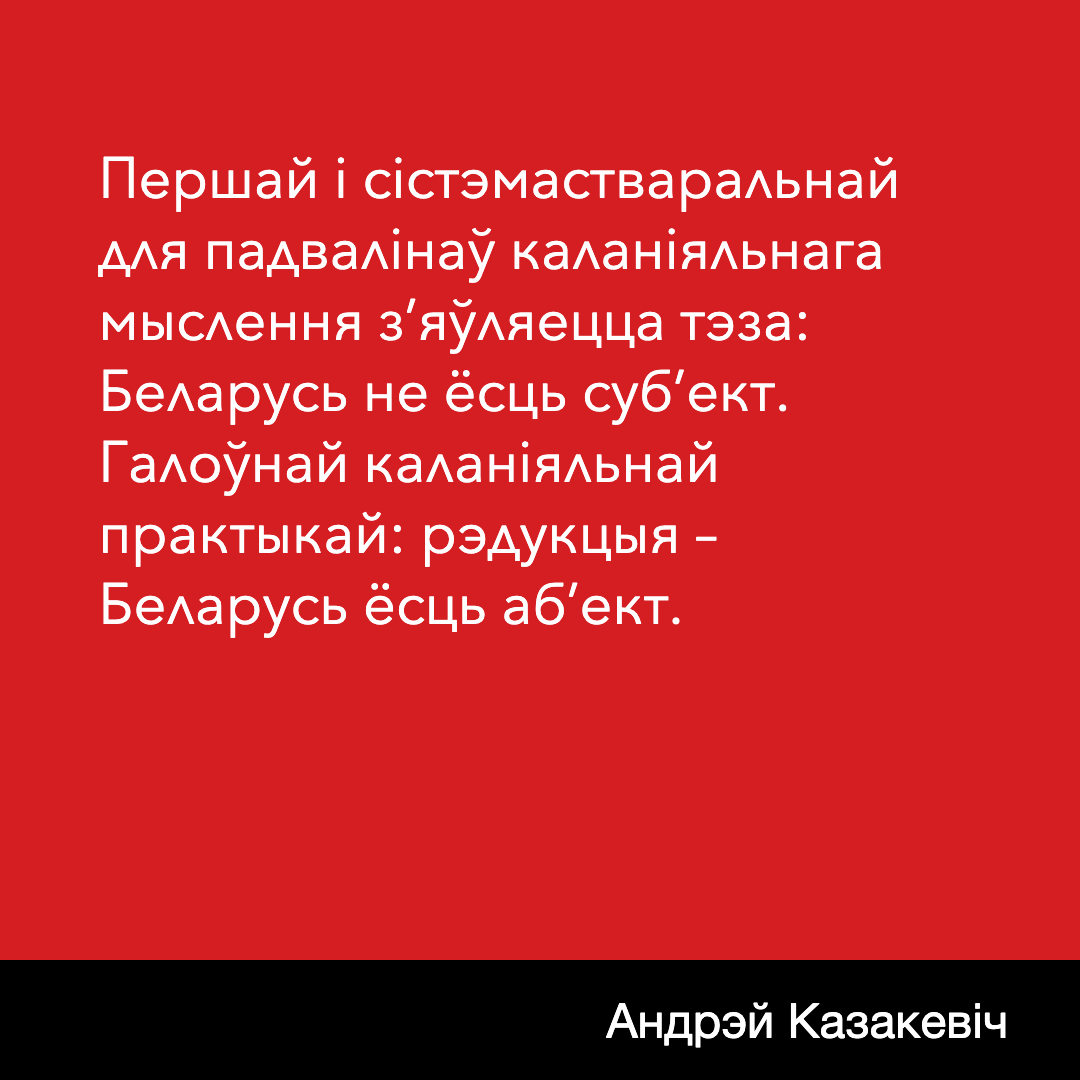 Першай і сістэмастваральнай
для падвалінаў каланіяльнага
мыслення з’яўляецца тэза:
Беларусь не ёсць суб’ект.
Галоўнай каланіяльнай
практыкай: рэдукцыя –
Беларусь ёсць аб’ект.
Андрэй Казакевіч